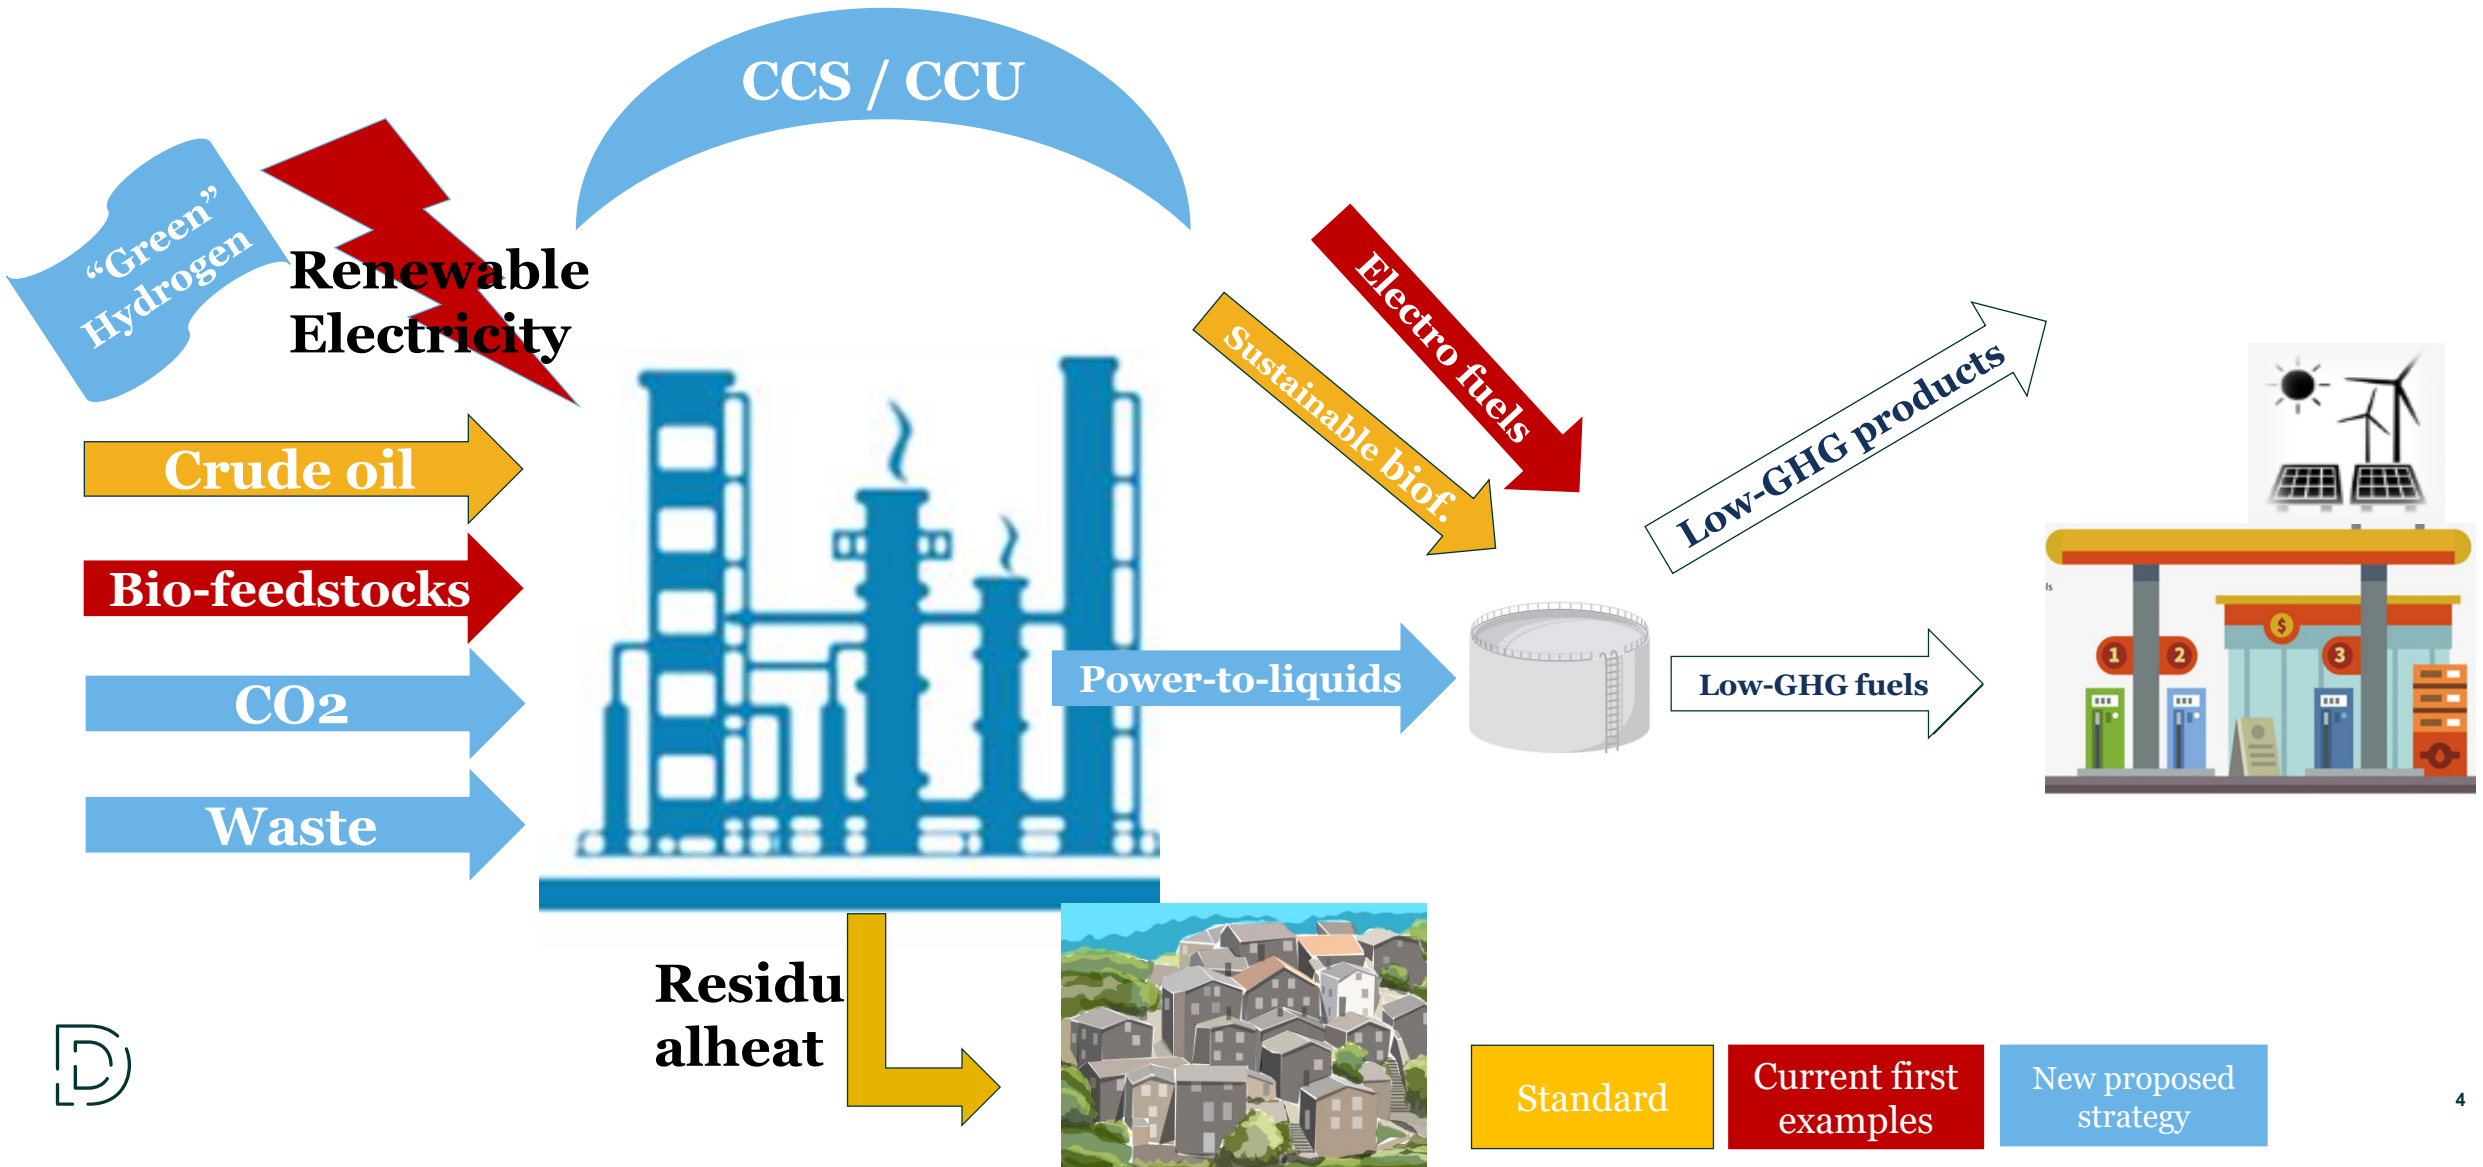 CCS / CCU
“Green”
Hydrogen
Renewable
Electricity
Crude oil
Bio-feedstocks
CO2
Waste
Electro fuels
Sustainable biof.
Power-to-liquids
Low-GHG products
Low-GHG fuels
ls
$
1
2
3
Residu
alheat
Standard
Current first
examples
New proposed
strategy
4